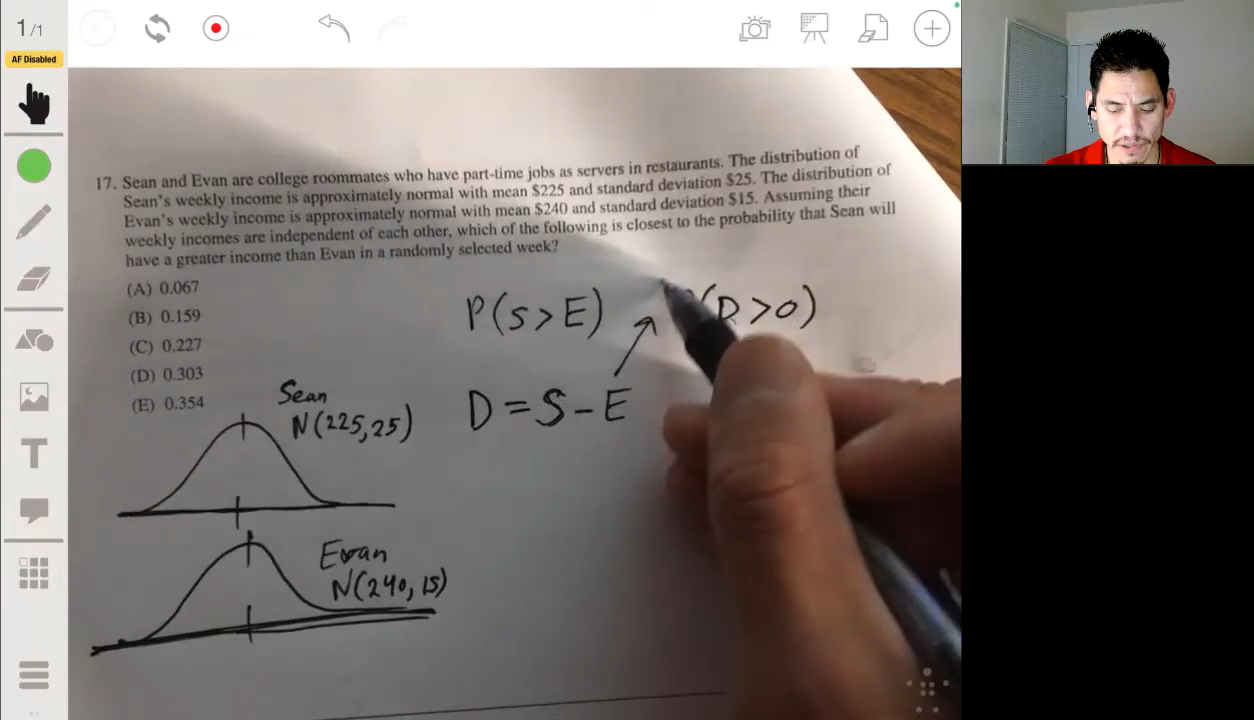 1/1
AF Disabled
17. Sean and Evan are college roommates who have part-time jobs as servers in restaurants. The distribution of
Sean's weekly income is approximately normal with mean $225 and standard deviation $25. The distribution of
Evan's weekly income is approximately normal with mean $240 and standard deviation $15. Assuming their
weekly incomes are independent of each other, which of the following is closest to the probability that Sean will
have a greater income than Evan in a randomly selected week?
(A) 0.067
(B) 0.159
(C) 0.227
(D) 0.303
(E) 0.354
P(S>E)
(D>0)
D=S-E
Sean
N(225,25)
Evan
N(240,15)
T